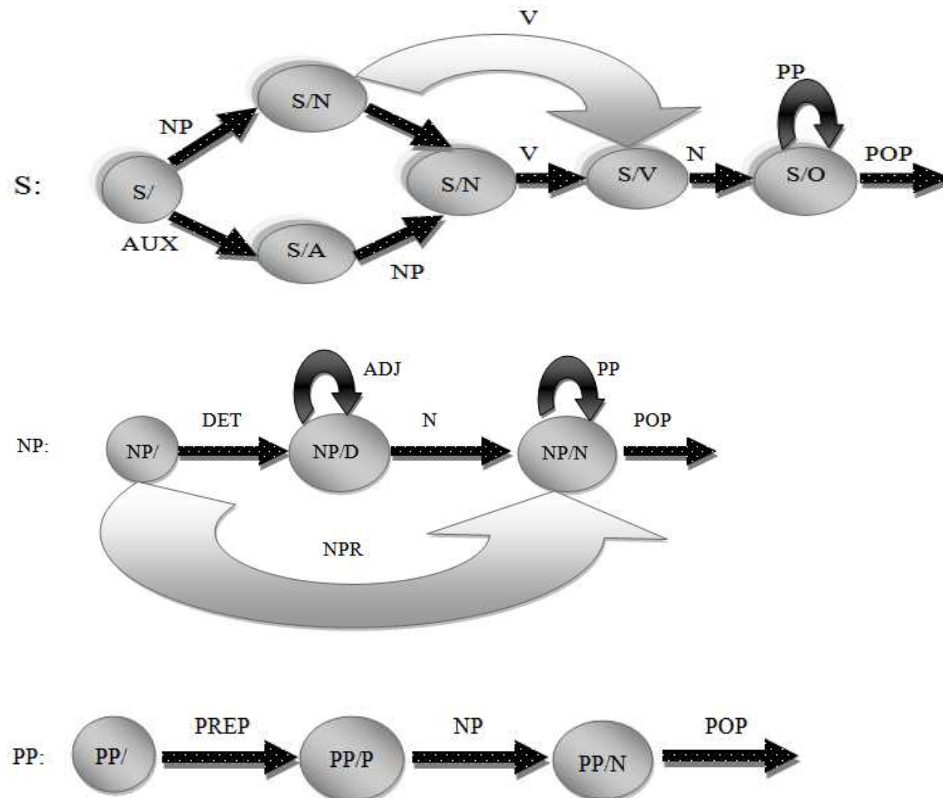 V
S/N
PP
NP
V
N
POP
S:
S/
S/N
S/V
S/O
AUX
S/A
NP
ADJ
PP
DET
N
POP
NP:
NP/
NP/D
NP/N
NPR
PREP
NP
POP
PP:
PP/
PP/P
PP/N